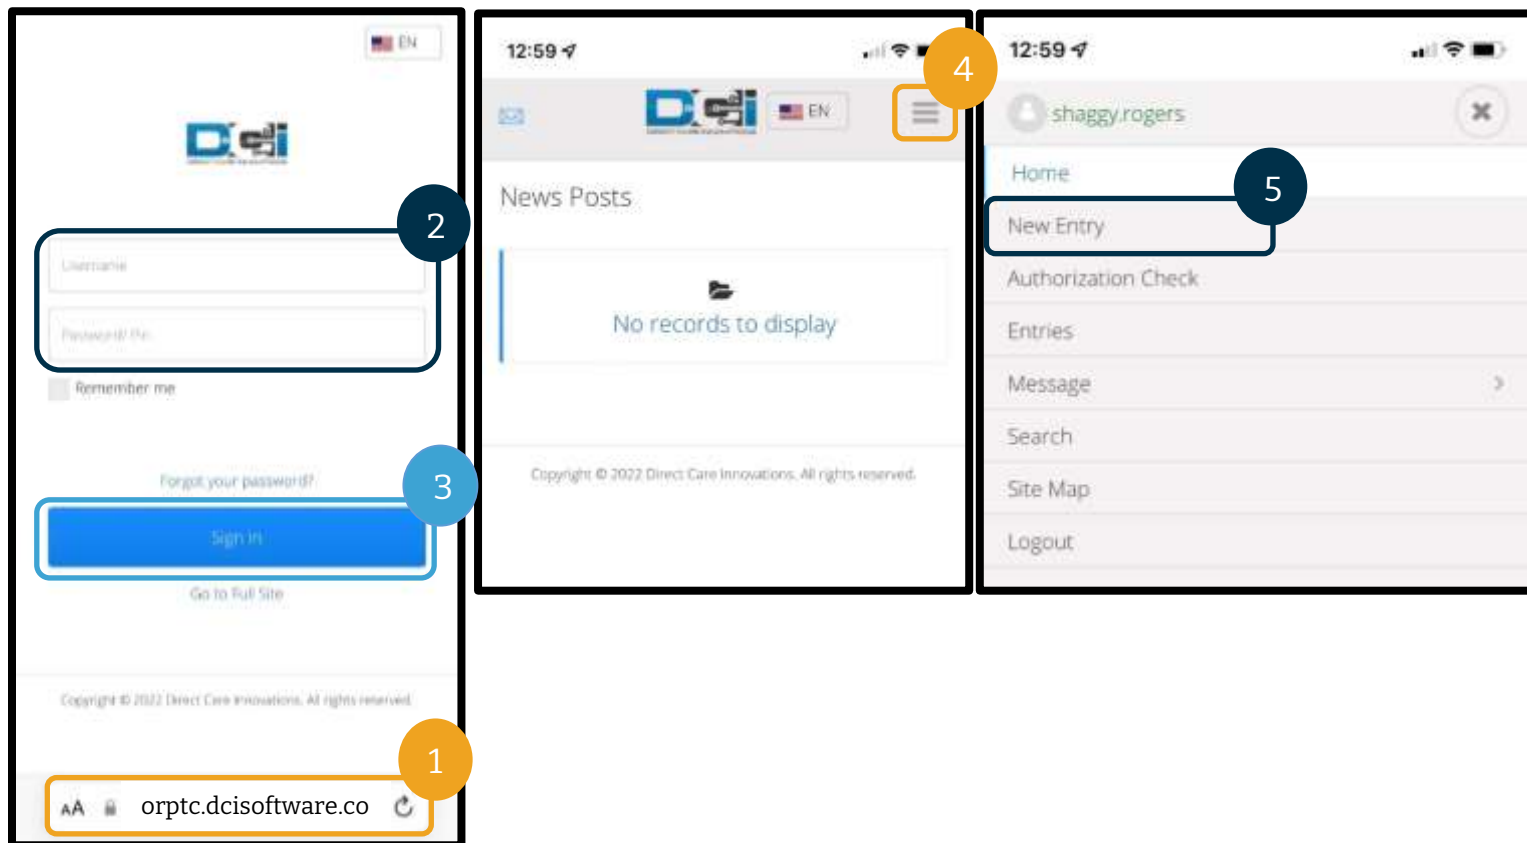 EN
DCi
2
Username
Password/ Pin
Remember me
Forgot your password?
3
Sign in
Go to Full Site
Copyright © 2022 Direct Care Innovations. All rights reserved.
1
AA orptc.dcisoftware.co
12:59
4
DCi
EN
News Posts
No records to display
Copyright © 2022 Direct Care Innovations. All rights reserved.
12:59
shaggy.rogers
Home
5
New Entry
Authorization Check
Entries
Message
Search
Site Map
Logout